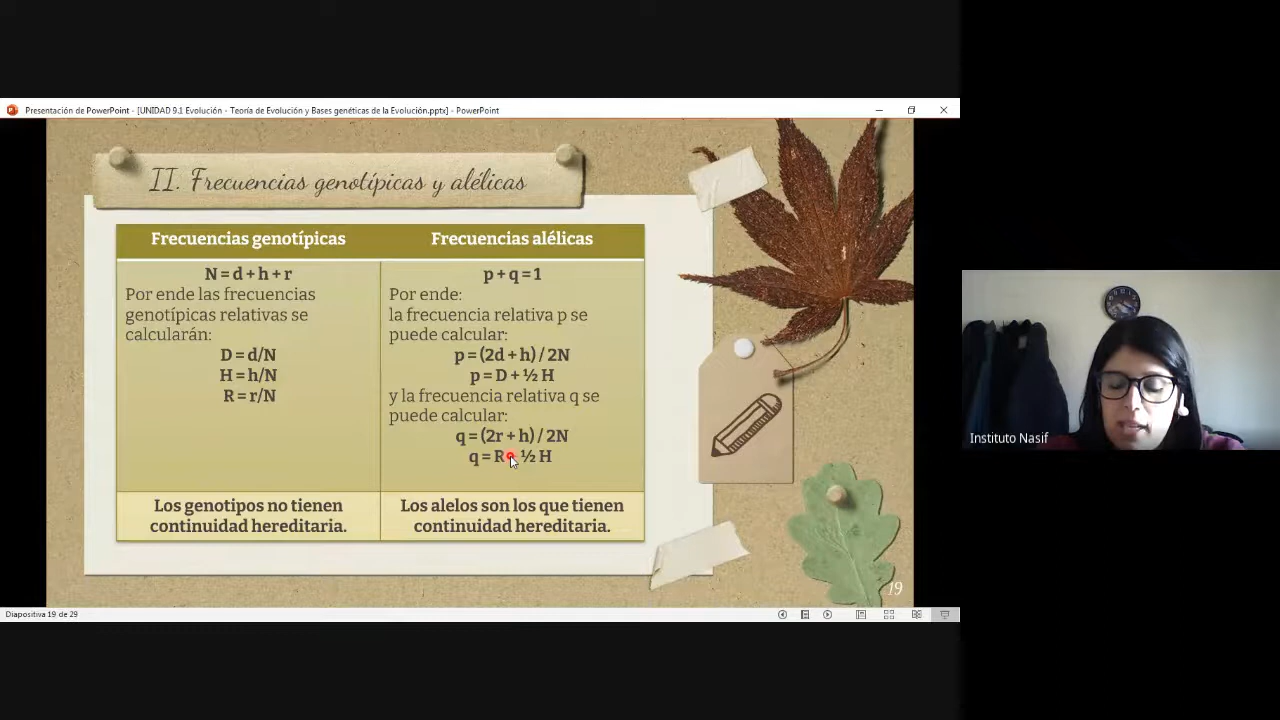 Presentación de PowerPoint - [UNIDAD 9.1 Evolución - Teoría de Evolución y Bases genéticas de la Evolución.pptx] - PowerPoint
II. Frecuencias genotípicas y alélicas
Frecuencias genotípicas
N = d + h + r
Por ende las frecuencias
genotípicas relativas se
calcularán:
D = d/N
H = h/N
R = r/N
Los genotipos no tienen
continuidad hereditaria.
Frecuencias alélicas
p + q = 1
Por ende:
la frecuencia relativa p se
puede calcular:
p = (2d + h) / 2N
p = D + ½ H
y la frecuencia relativa q se
puede calcular:
q = (2r + h) / 2N
q = R ½ H
Los alelos son los que tienen
continuidad hereditaria.
19
Diapositiva 19 de 29
Instituto Nasif